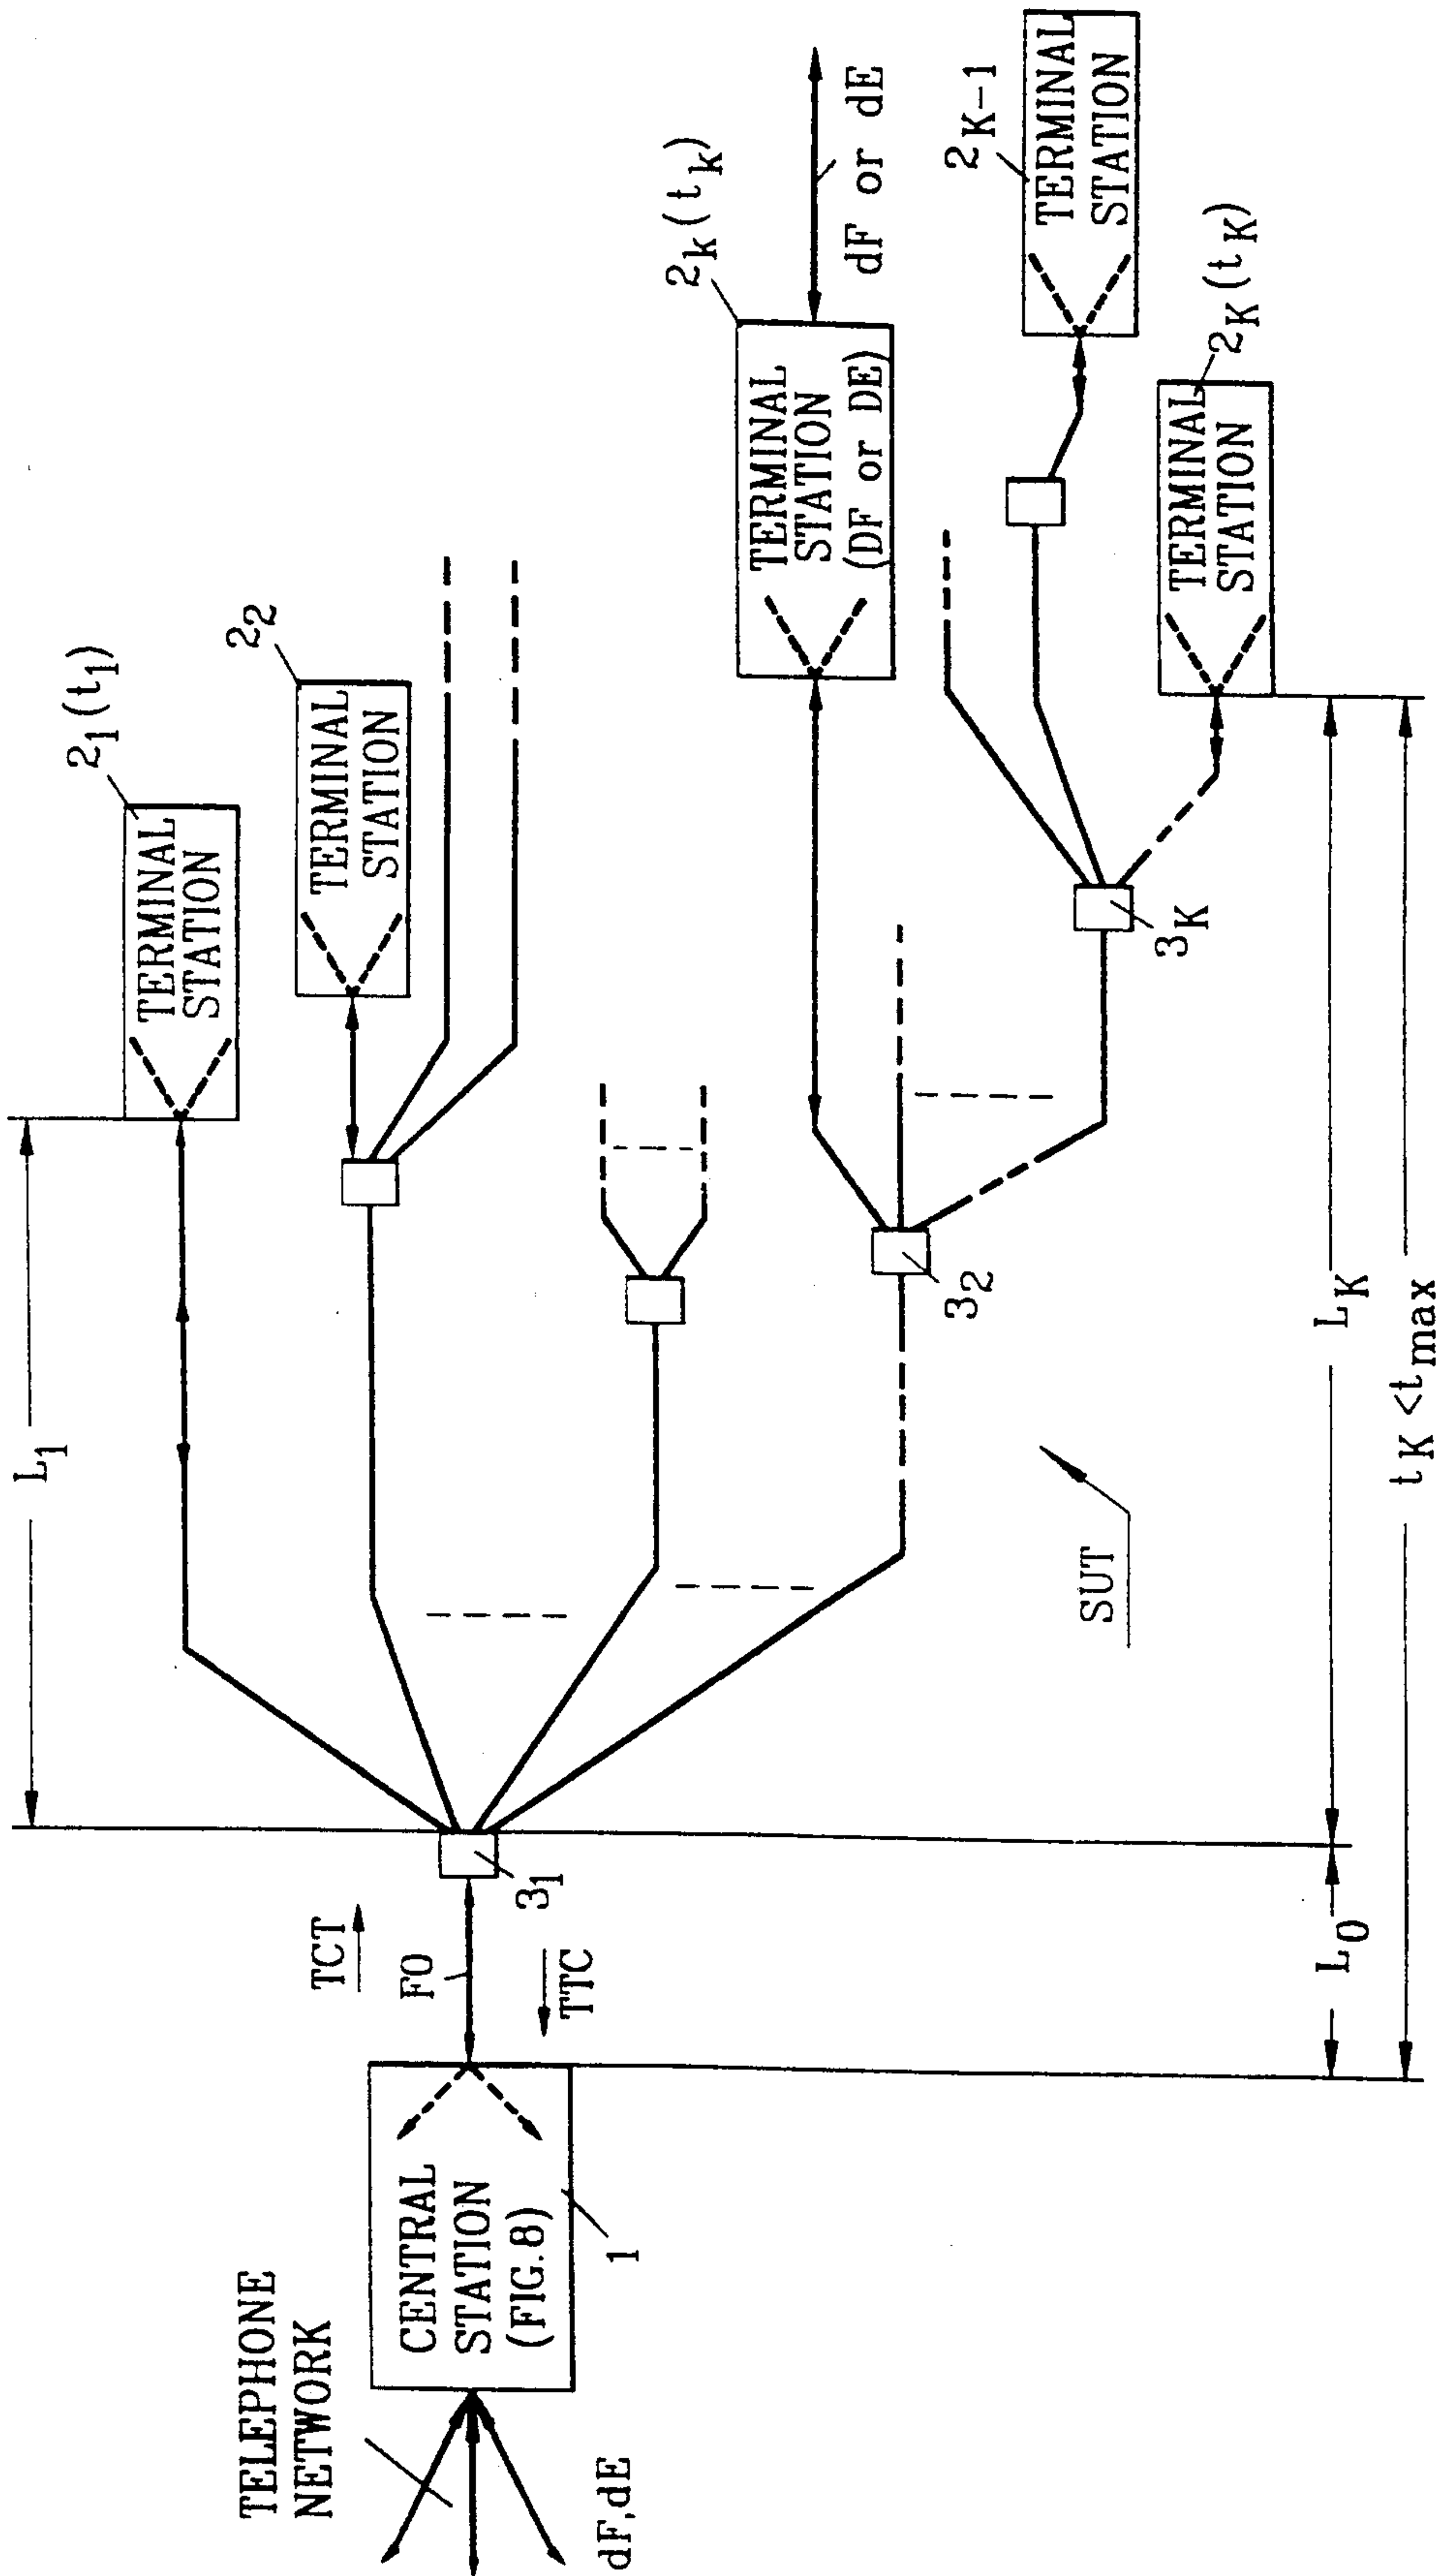 TELEPHONE
NETWORK
dF,dE
CENTRAL
STATION
(FIG.8)
1
TCT
FO
TTC
3₁
L₁
2₁(t₁)
TERMINAL
STATION
2₂
TERMINAL
STATION
2ₖ(tₖ)
TERMINAL
STATION
(DF or DE)
dF or dE
2K-1
TERMINAL
STATION
2K(tK)
TERMINAL
STATION
3₂
3K
SUT
L₀
LK
tK <tmax